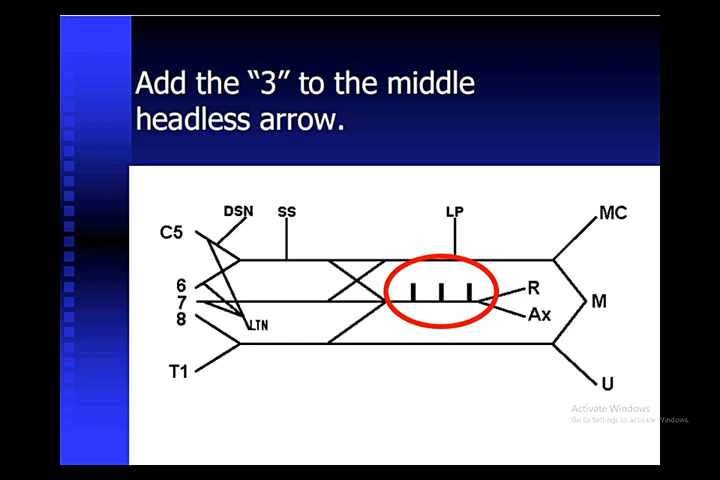 Add the “3” to the middle
headless arrow.
DSN SS LP MC
C5
6
7
8
LTN
R
M
Ax
T1
U
Activate Windows
Go to Settings to activate Windows.